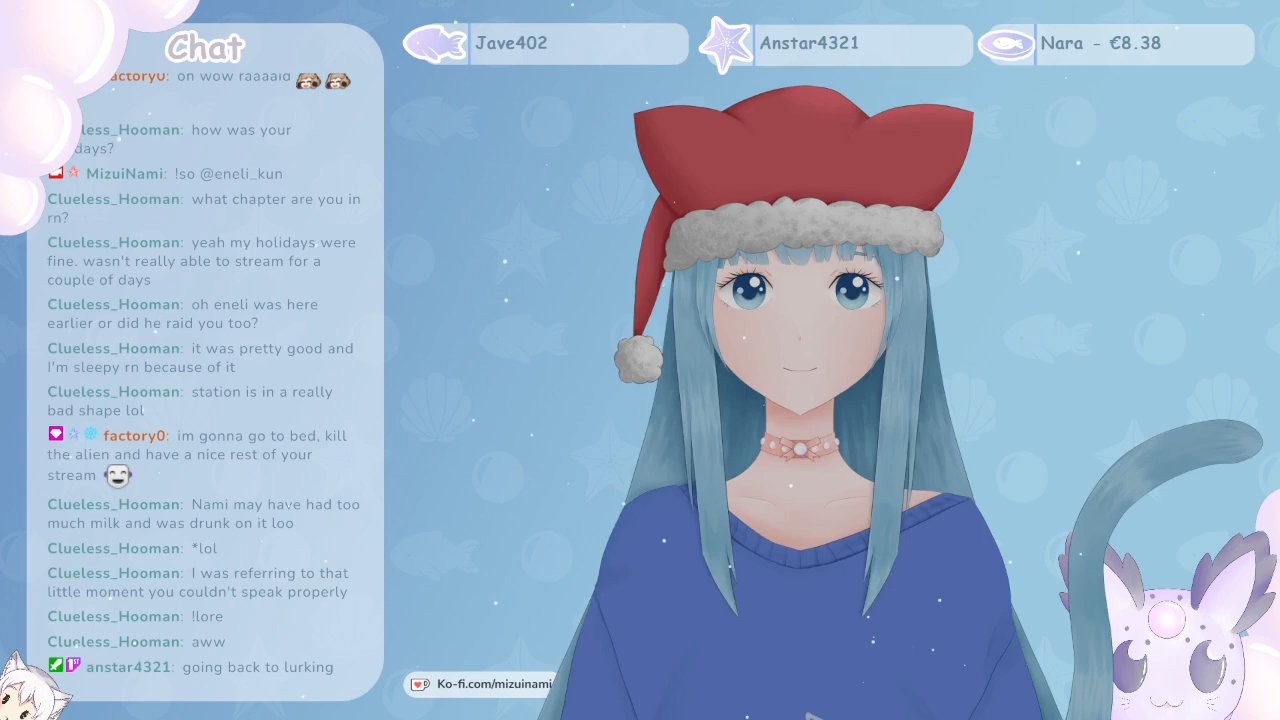 Chat
Jave402
Anstar4321
Nara - €8.38
actory0: on wow raaaaid
less_Hooman: how was your
days?
MizuiNami: !so @eneli_kun
Clueless_Hooman: what chapter are you in
rn?
Clueless_Hooman: yeah my holidays were
fine. wasn't really able to stream for a
couple of days
Clueless_Hooman: oh eneli was here
earlier or did he raid you too?
Clueless_Hooman: it was pretty good and
I'm sleepy rn because of it
Clueless_Hooman: station is in a really
bad shape lol
factory0: im gonna go to bed, kill
the alien and have a nice rest of your
stream
Clueless_Hooman: Nami may have had too
much milk and was drunk on it loo
Clueless_Hooman: *lol
Clueless_Hooman: I was referring to that
little moment you couldn't speak properly
Clueless_Hooman: !lore
Clueless_Hooman: aww
1ST anstar4321: going back to lurking
Ko-fi.com/mizuinami